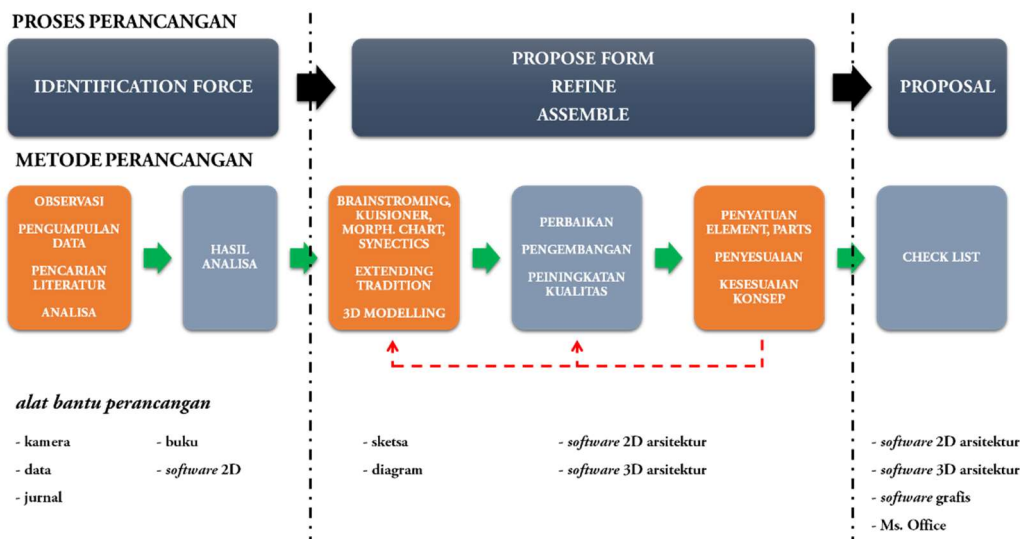 PROSES PERANCANGAN
IDENTIFICATION FORCE
PROPOSE FORM
REFINE
ASSEMBLE
PROPOSAL
METODE PERANCANGAN
OBSERVASI
PENGUMPULAN
DATA
PENCARIAN
LITERATUR
ANALISA
HASIL
ANALISA
BRAINSTROMING,
KUISIONER,
MORPH. CHART,
SYNECTICS
EXTENDING
TRADITION
3D MODELLING
PERBAIKAN
PENGEMBANGAN
PEININGKATAN
KUALITAS
PENYATUAN
ELEMENT, PARTS
PENYESUAIAN
KESESUAIAN
KONSEP
CHECK LIST
alat bantu perancangan
- kamera
- data
- jurnal
- buku
- software 2D
- sketsa
- diagram
- software 2D arsitektur
- software 3D arsitektur
- software 2D arsitektur
- software 3D arsitektur
- software grafis
- Ms. Office